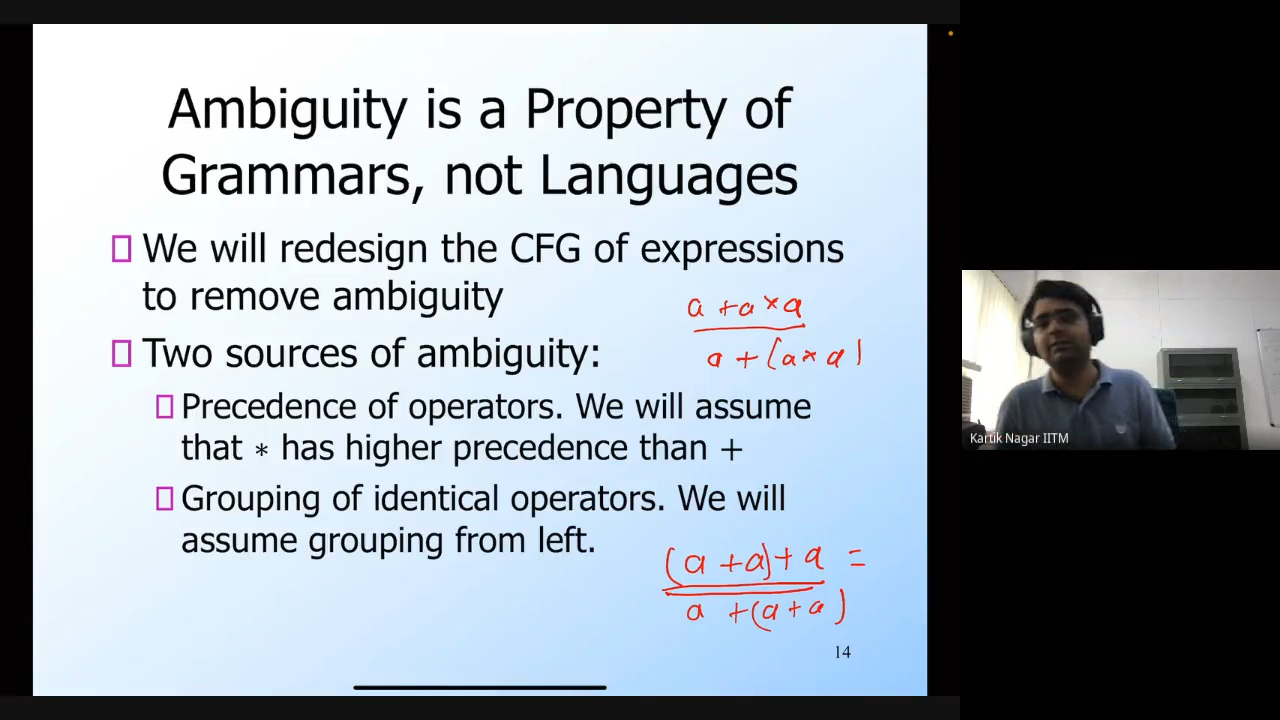 Ambiguity is a Property of
Grammars, not Languages
We will redesign the CFG of expressions
to remove ambiguity
a + a × a
Two sources of ambiguity:
a + (a × a)
Precedence of operators. We will assume
that * has higher precedence than +
Grouping of identical operators. We will
assume grouping from left.
(a + a) + a =
a + (a + a)
14
Kartik Nagar IITM